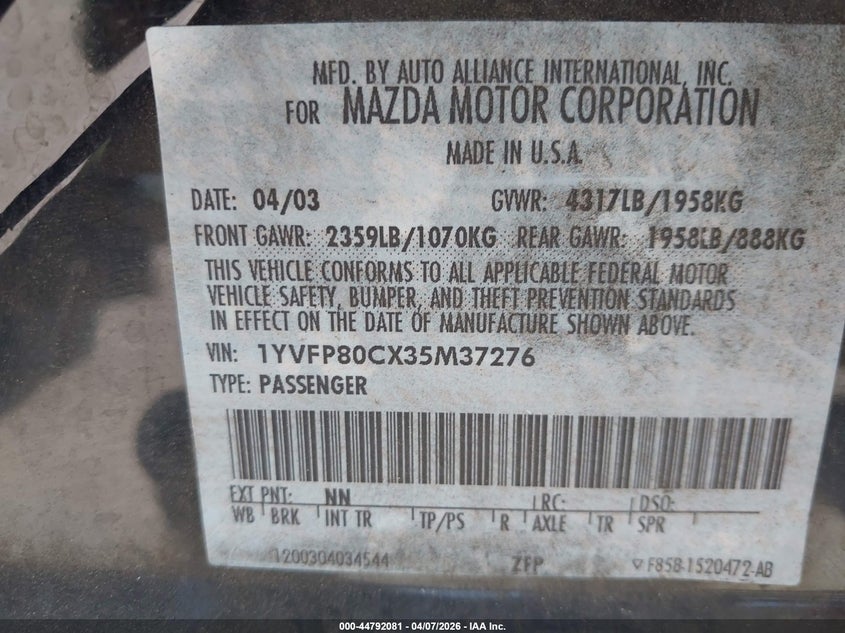 MFD. BY AUTO ALLIANCE INTERNATIONAL, INC.
FOR MAZDA MOTOR CORPORATION
MADE IN U.S.A.
DATE: 04/03 GVWR: 4317LB/1958KG
FRONT GAWR: 2359LB/1070KG REAR GAWR: 1958LB/888KG
THIS VEHICLE CONFORMS TO ALL APPLICABLE FEDERAL MOTOR
VEHICLE SAFETY, BUMPER, AND THEFT PREVENTION STANDARDS
IN EFFECT ON THE DATE OF MANUFACTURE SHOWN ABOVE.
VIN: 1YVFP80CX35M37276
TYPE: PASSENGER
EXT PNT: NN RC: DSO:
WB BRK INT TR TP/PS R AXLE TR SPR
1200304034544 ZFP F85B-1520472-AB
000-44792081 - 04/07/2026 - IAA Inc.